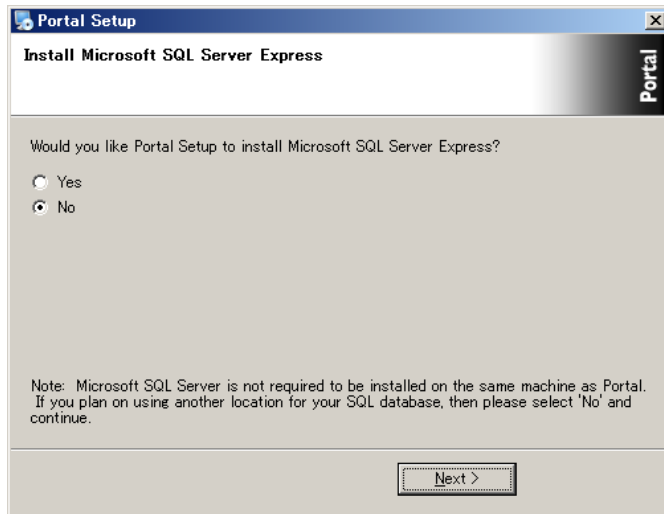 Portal Setup
Install Microsoft SQL Server Express
Portal
Would you like Portal Setup to install Microsoft SQL Server Express?
Yes
No
Note:  Microsoft SQL Server is not required to be installed on the same machine as Portal.
If you plan on using another location for your SQL database, then please select 'No' and
continue.
Next >